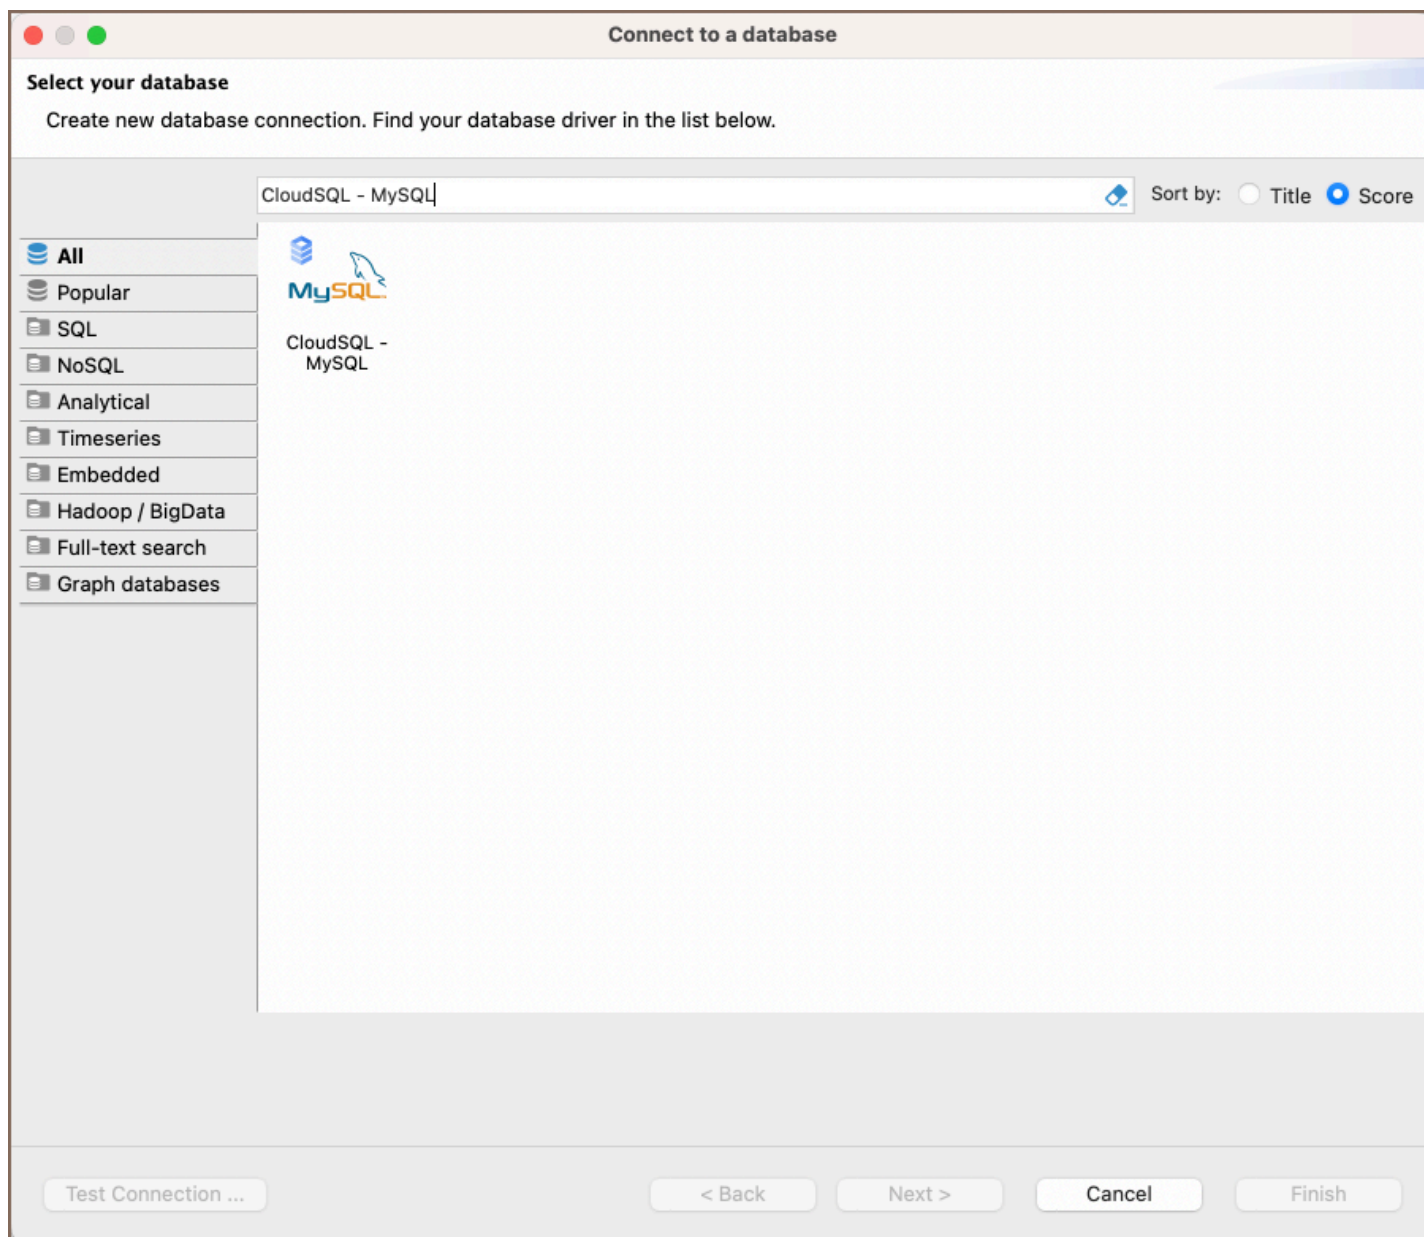 Connect to a database
Select your database
Create new database connection. Find your database driver in the list below.
CloudSQL - MySQL
Sort by: Title Score
All
Popular
SQL
NoSQL
Analytical
Timeseries
Embedded
Hadoop / BigData
Full-text search
Graph databases
MySQL
CloudSQL -
MySQL
Test Connection ...
< Back
Next >
Cancel
Finish